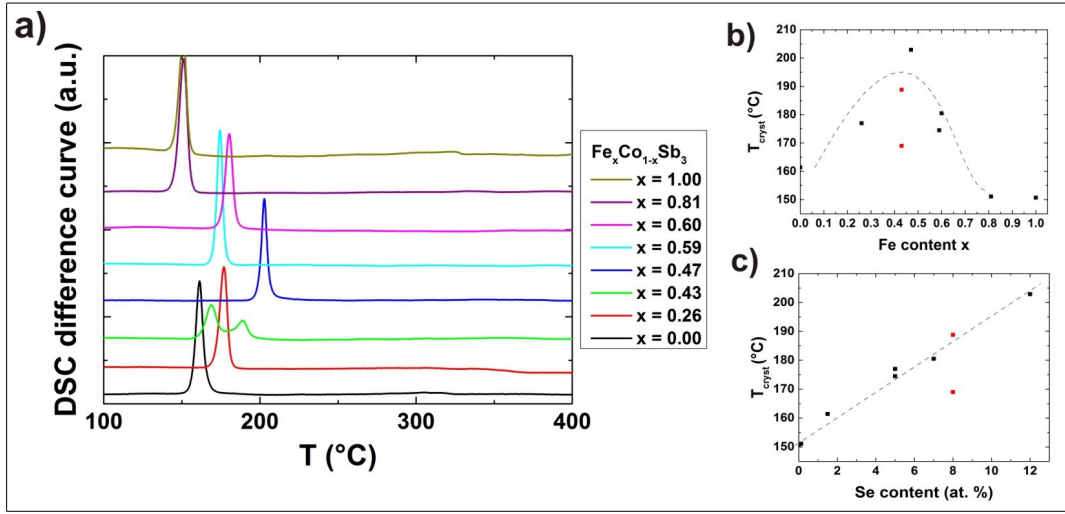 a)
DSC difference curve (a.u.)
100 200 300 400
T (°C)
FexCo1-xSb3
x = 1.00
x = 0.81
x = 0.60
x = 0.59
x = 0.47
x = 0.43
x = 0.26
x = 0.00
b)
Tcryst (°C)
210
200
190
180
170
160
150
0.0 0.1 0.2 0.3 0.4 0.5 0.6 0.7 0.8 0.9 1.0
Fe content x
c)
Tcryst (°C)
210
200
190
180
170
160
150
0 2 4 6 8 10 12
Se content (at. %)